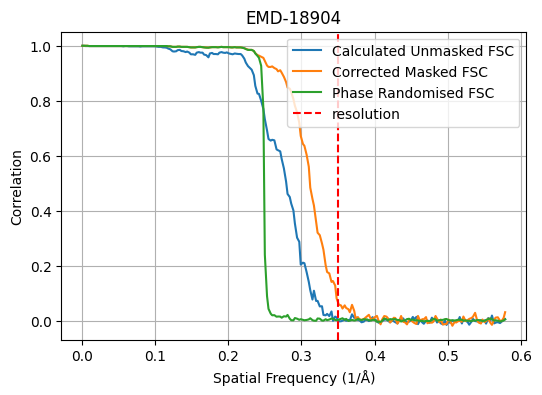 EMD-18904
Calculated Unmasked FSC
Corrected Masked FSC
Phase Randomised FSC
resolution
Correlation
1.0
0.8
0.6
0.4
0.2
0.0
0.0 0.1 0.2 0.3 0.4 0.5 0.6
Spatial Frequency (1/Å)